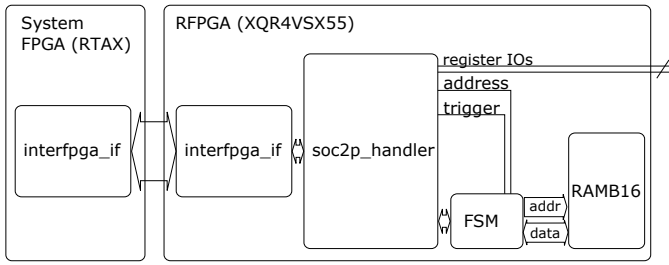 System
FPGA (RTAX)
RFPGA (XQR4VSX55)
register IOs
address
trigger
interfpga_if
interfpga_if
soc2p_handler
RAMB16
addr
FSM
data